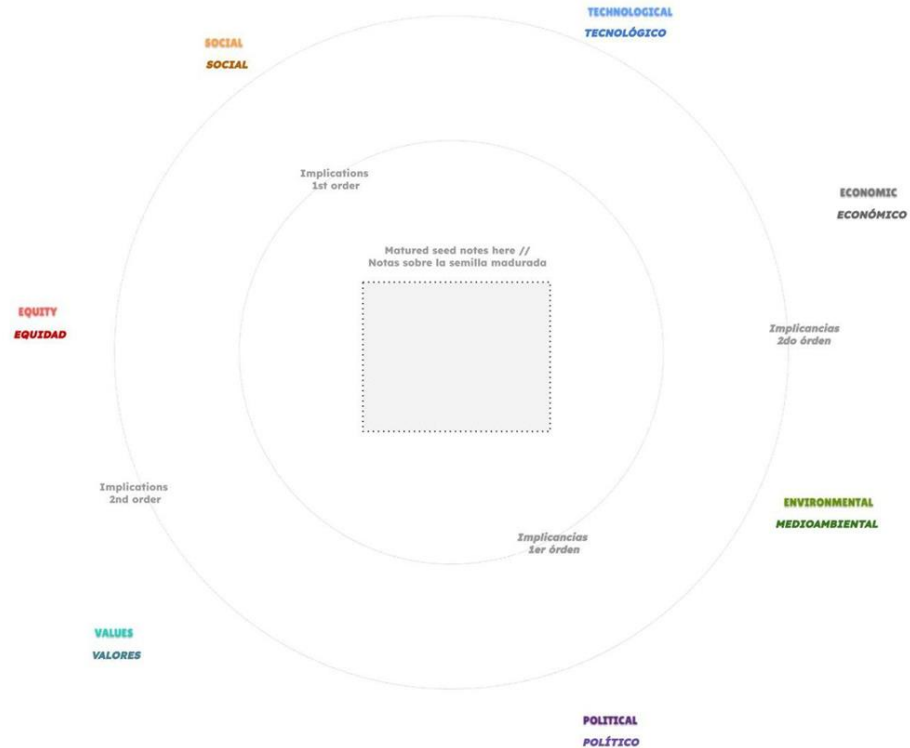 TECHNOLOGICAL
TECNOLÓGICO
SOCIAL
SOCIAL
Implications
1st order
ECONOMIC
ECONÓMICO
Matured seed notes here //
Notas sobre la semilla madurada
EQUITY
EQUIDAD
Implicancias
2do órden
Implications
2nd order
ENVIRONMENTAL
MEDIOAMBIENTAL
Implicancias
1er órden
VALUES
VALORES
POLITICAL
POLÍTICO